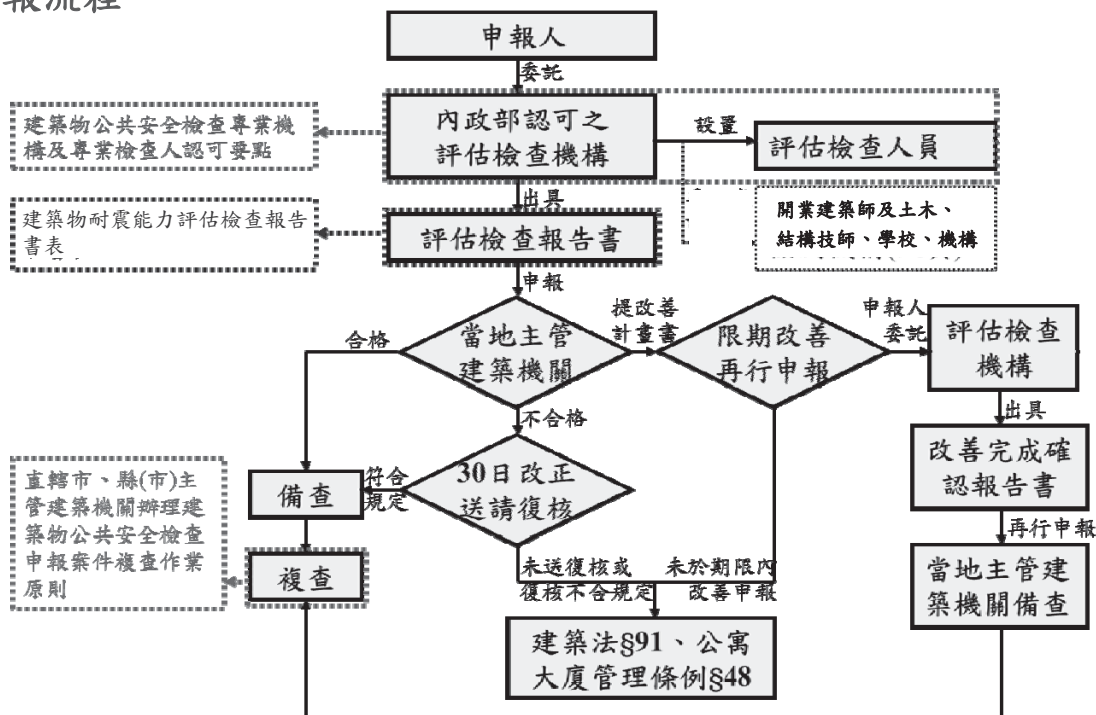 報流程
申報人
委託
建築物公共安全檢查專業機
構及專業檢查人認可要點
內政部認可之
評估檢查機構
設置
評估檢查人員
出具
建築物耐震能力評估檢查報告
書表
評估檢查報告書
開業建築師及土木、
結構技師、學校、機構
申報
合格
當地主管
建築機關
提改善
計畫書
限期改善
再行申報
申報人
委託
評估檢查
機構
不合格
出具
直轄市、縣(市)主
管建築機關辦理建
築物公共安全檢查
申報案件複查作業
原則
備查
符合
規定
30日改正
送請復核
改善完成確
認報告書
再行申報
複查
未送復核或
復核不合規定
未於期限內
改善申報
當地主管建
築機關備查
建築法§91、公寓
大廈管理條例§48